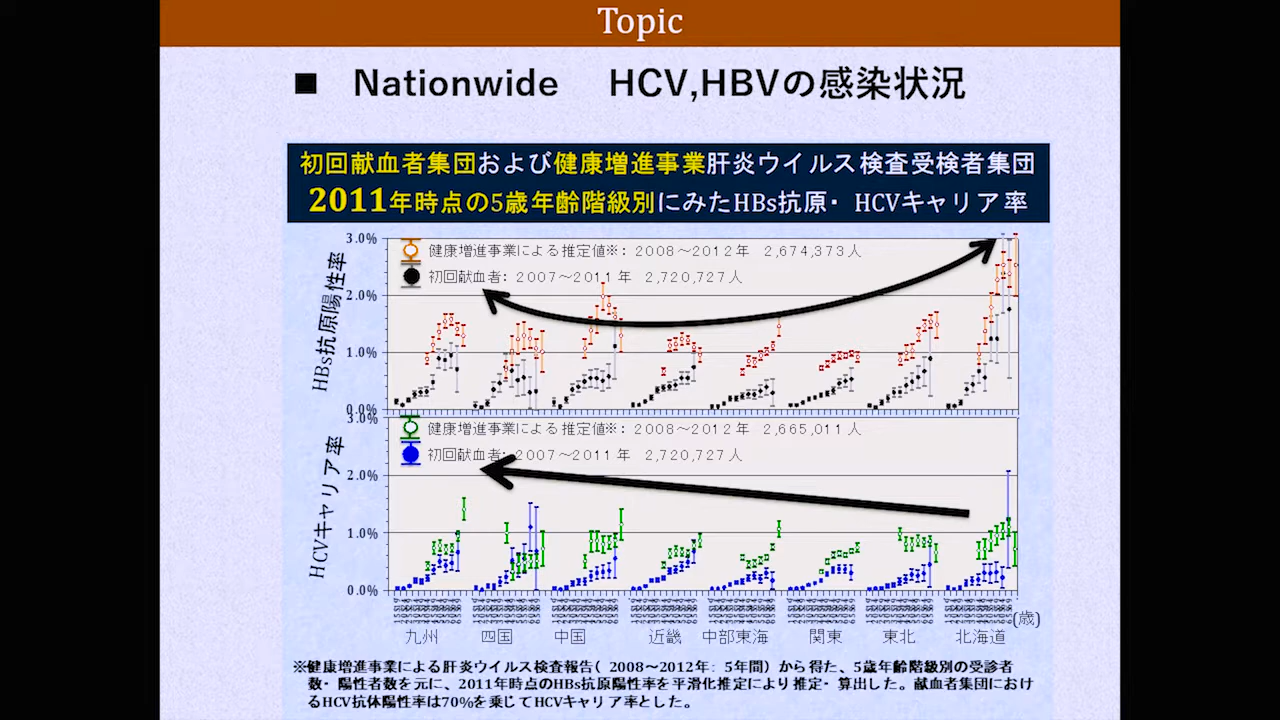 Topic
■ Nationwide HCV,HBVの感染状況
初回献血者集団および健康増進事業肝炎ウイルス検査受検者集団
2011年時点の5歳年齢階級別にみたHBs抗原・HCVキャリア率
HBs抗原陽性率
3.0%
健康増進事業による推定値※: 2008～2012年 2,674,373人
初回献血者: 2007～2011年 2,720,727人
2.0%
1.0%
0.0%
HCVキャリア率
3.0%
健康増進事業による推定値※: 2008～2012年 2,665,011人
初回献血者: 2007～2011年 2,720,727人
2.0%
1.0%
0.0%
(歳)
九州 四国 中国 近畿 中部東海 関東 東北 北海道
※健康増進事業による肝炎ウイルス検査報告( 2008～2012年: 5年間) から得た、5歳年齢階級別の受診者
数・陽性者数を元に、2011年時点のHBs抗原陽性率を平滑化推定により推定・算出した。献血者集団におけ
るHCV抗体陽性率は70%を乗じてHCVキャリア率とした。